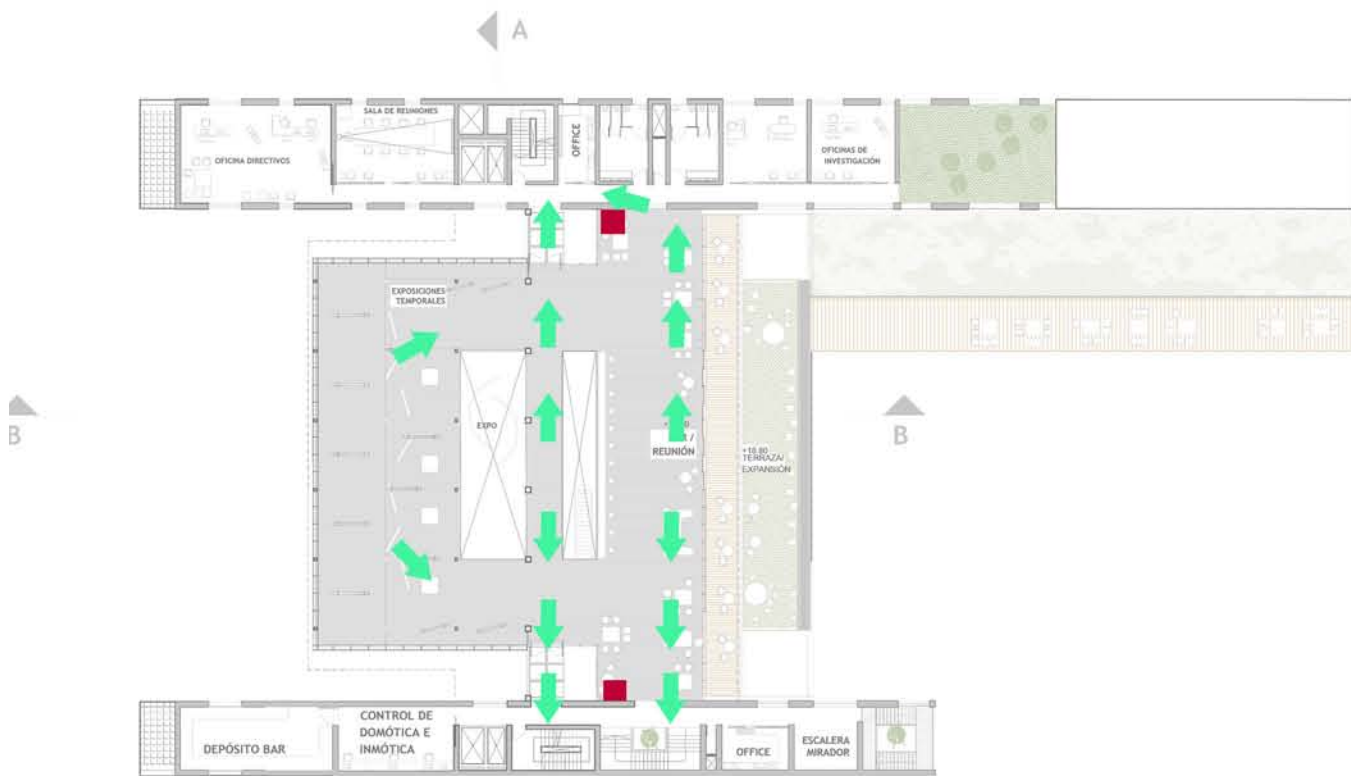 A
SALA DE REUNIONES
OFICINA DIRECTIVOS
OFFICE
OFICINAS DE
INVESTIGACIÓN
EXPOSICIONES
TEMPORALES
EXPO
B
B
REUNIÓN
+10.80
TERRAZA/
EXPANSIÓN
DEPÓSITO BAR
CONTROL DE
DOMÓTICA E
INMÓTICA
OFFICE
ESCALERA
MIRADOR